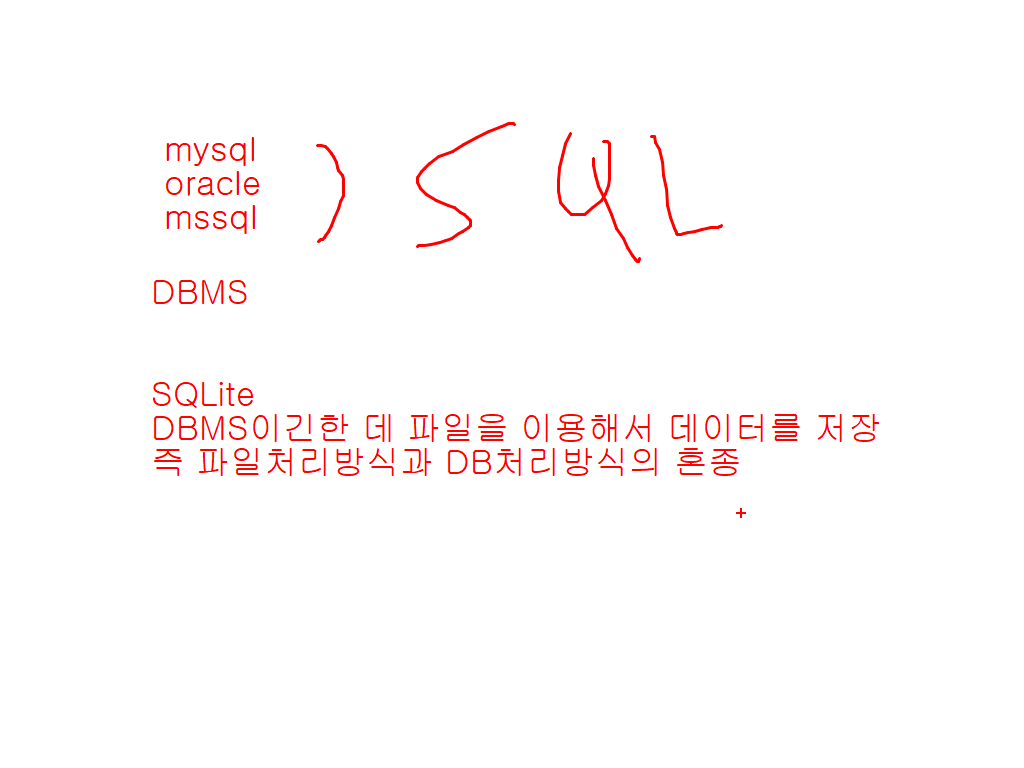 mysql
oracle
mssql
) SQL
DBMS
SQLite
DBMS이긴한 데 파일을 이용해서 데이터를 저장
즉 파일처리방식과 DB처리방식의 혼종